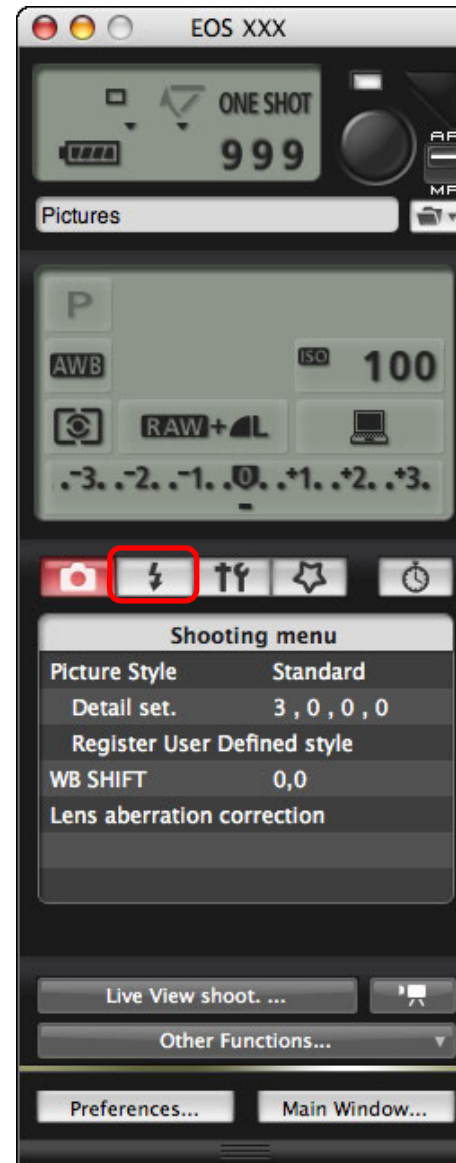 EOS XXX
ONE SHOT
999
AF
MF
Pictures
P
AWB
ISO 100
RAW+L
.-3. .-2. .-1. .0. .+1. .+2. .+3.
Shooting menu
Picture Style Standard
Detail set. 3 , 0 , 0 , 0
Register User Defined style
WB SHIFT 0,0
Lens aberration correction
Live View shoot. ...
Other Functions...
Preferences... Main Window...